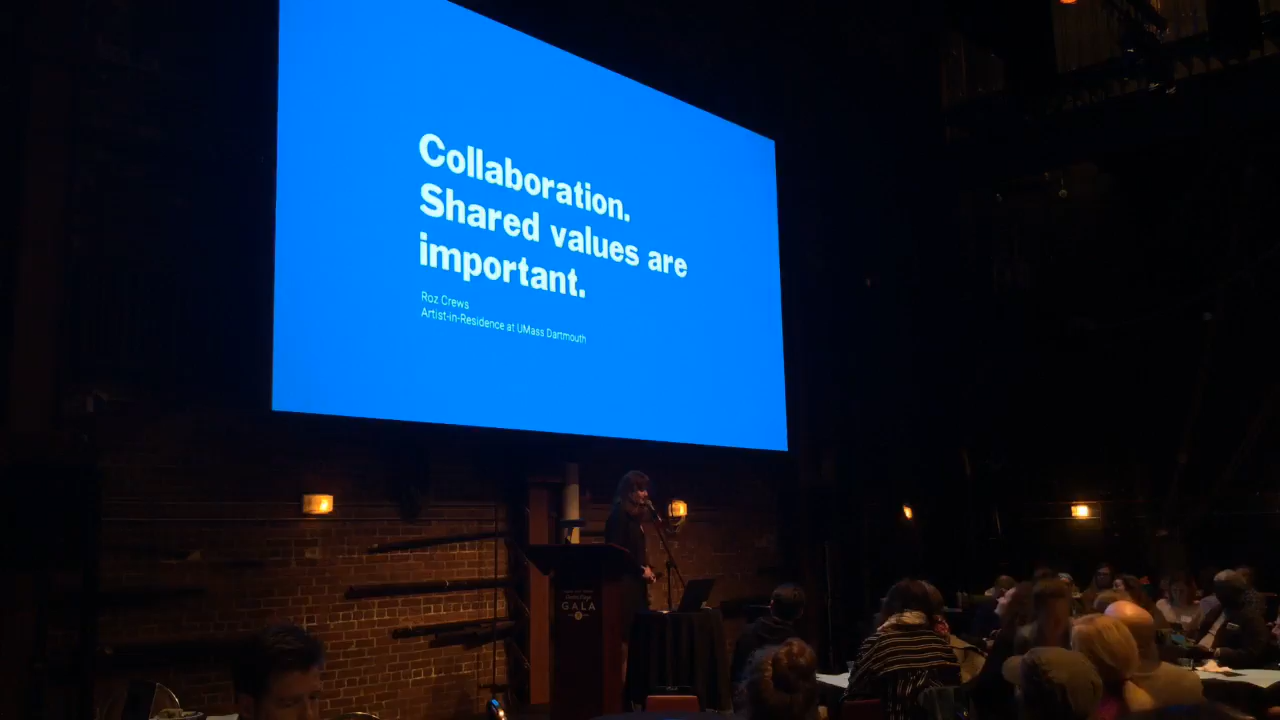 Collaboration.
Shared values are
important.
Roz Crews
Artist-in-Residence at UMass Dartmouth
GALA